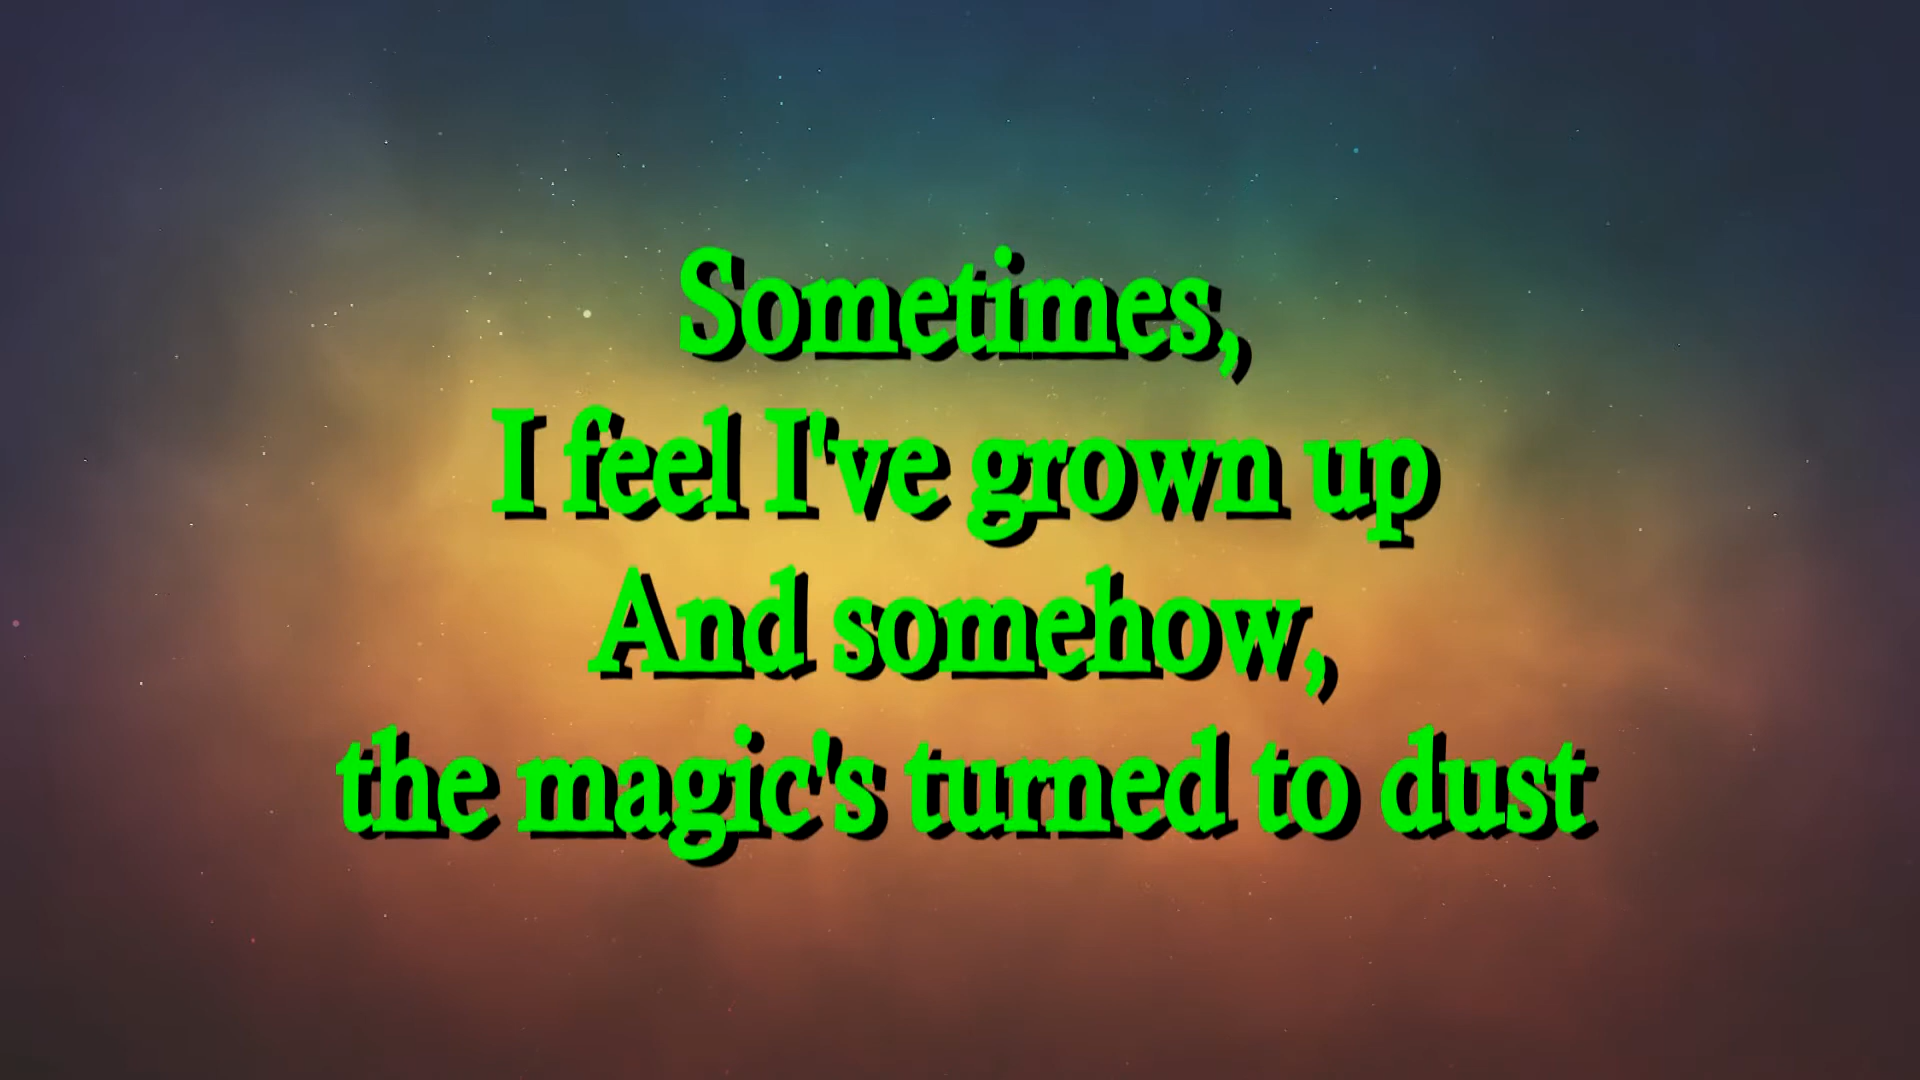 Sometimes,
I feel I've grown up
And somehow,
the magic's turned to dust